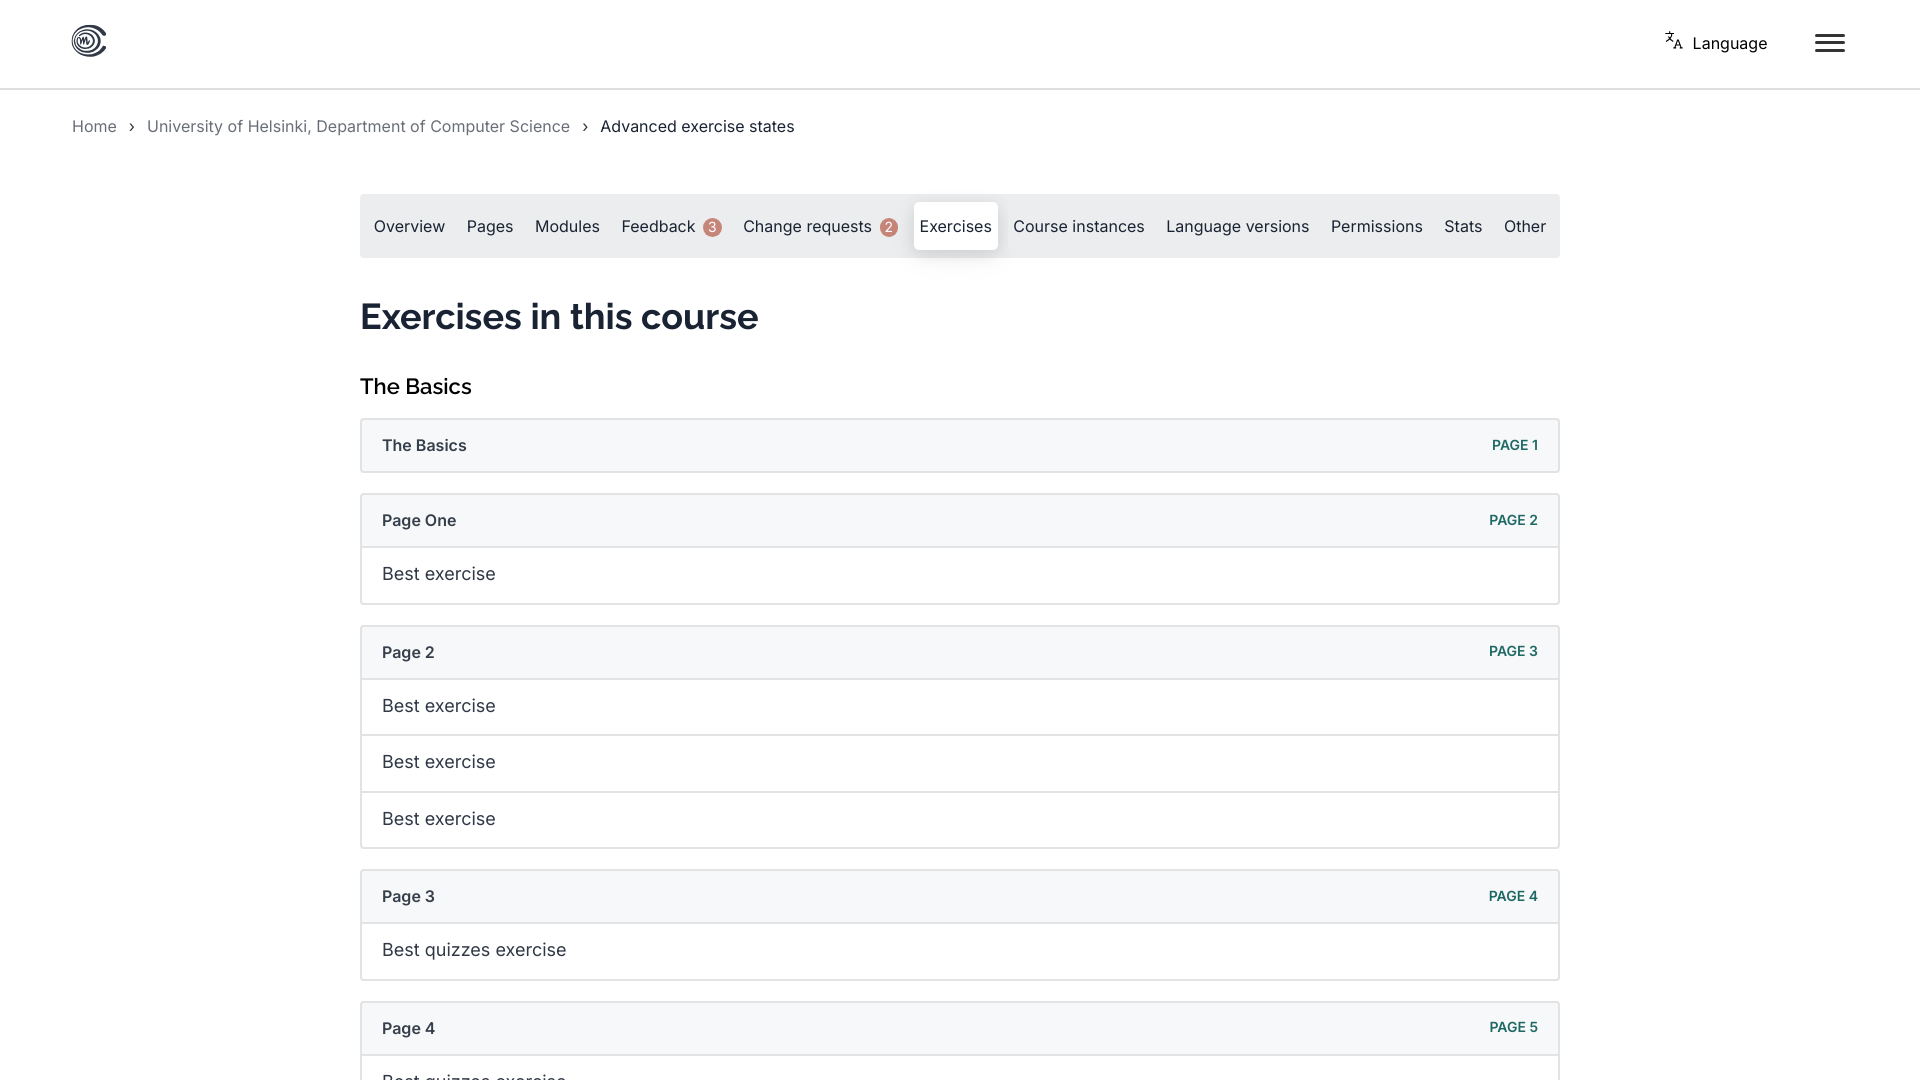 Language
Home › University of Helsinki, Department of Computer Science › Advanced exercise states
Overview Pages Modules Feedback 3 Change requests 2 Exercises Course instances Language versions Permissions Stats Other
Exercises in this course
The Basics
The Basics PAGE 1
Page One PAGE 2
Best exercise
Page 2 PAGE 3
Best exercise
Best exercise
Best exercise
Page 3 PAGE 4
Best quizzes exercise
Page 4 PAGE 5
Best quizzes exercise